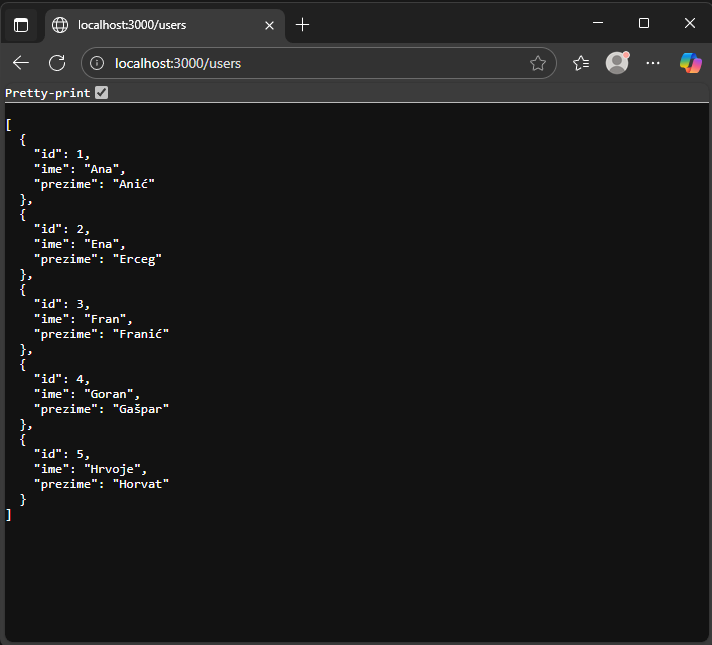 localhost:3000/users
localhost:3000/users
Pretty-print
[
  {
    "id": 1,
    "ime": "Ana",
    "prezime": "Anić"
  },
  {
    "id": 2,
    "ime": "Ena",
    "prezime": "Erceg"
  },
  {
    "id": 3,
    "ime": "Fran",
    "prezime": "Franić"
  },
  {
    "id": 4,
    "ime": "Goran",
    "prezime": "Gašpar"
  },
  {
    "id": 5,
    "ime": "Hrvoje",
    "prezime": "Horvat"
  }
]